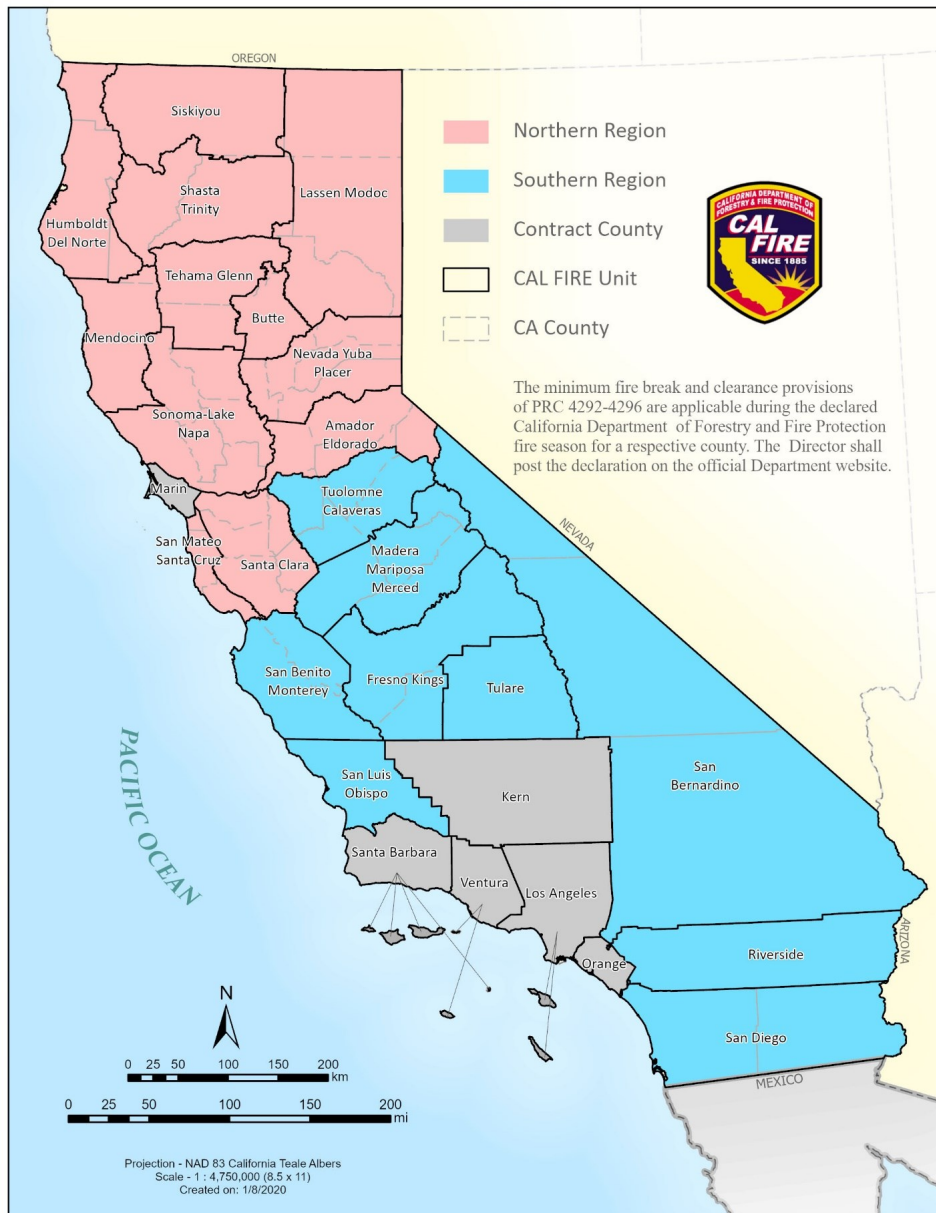 OREGON
Siskiyou
Shasta
Trinity
Lassen Modoc
Humboldt
Del Norte
Tehama Glenn
Butte
Mendocino
Nevada Yuba
Placer
Sonoma-Lake
Napa
Amador
Eldorado
Marin
Tuolomne
Calaveras
San Mateo
Santa Cruz
Santa Clara
Madera
Mariposa
Merced
San Benito
Monterey
Fresno Kings
Tulare
San Luis
Obispo
Kern
San
Bernardino
Santa Barbara
Ventura
Los Angeles
Orange
Riverside
San Diego
NEVADA
ARIZONA
MEXICO
PACIFIC OCEAN
Northern Region
Southern Region
Contract County
CAL FIRE Unit
CA County
CALIFORNIA DEPARTMENT OF
FORESTRY & FIRE PROTECTION
CAL
FIRE
SINCE 1885
The minimum fire break and clearance provisions
of PRC 4292-4296 are applicable during the declared
California Department of Forestry and Fire Protection
fire season for a respective county. The Director shall
post the declaration on the official Department website.
N
0 25 50 100 150 200
km
0 25 50 100 150 200
mi
Projection - NAD 83 California Teale Albers
Scale - 1 : 4,750,000 (8.5 x 11)
Created on: 1/8/2020